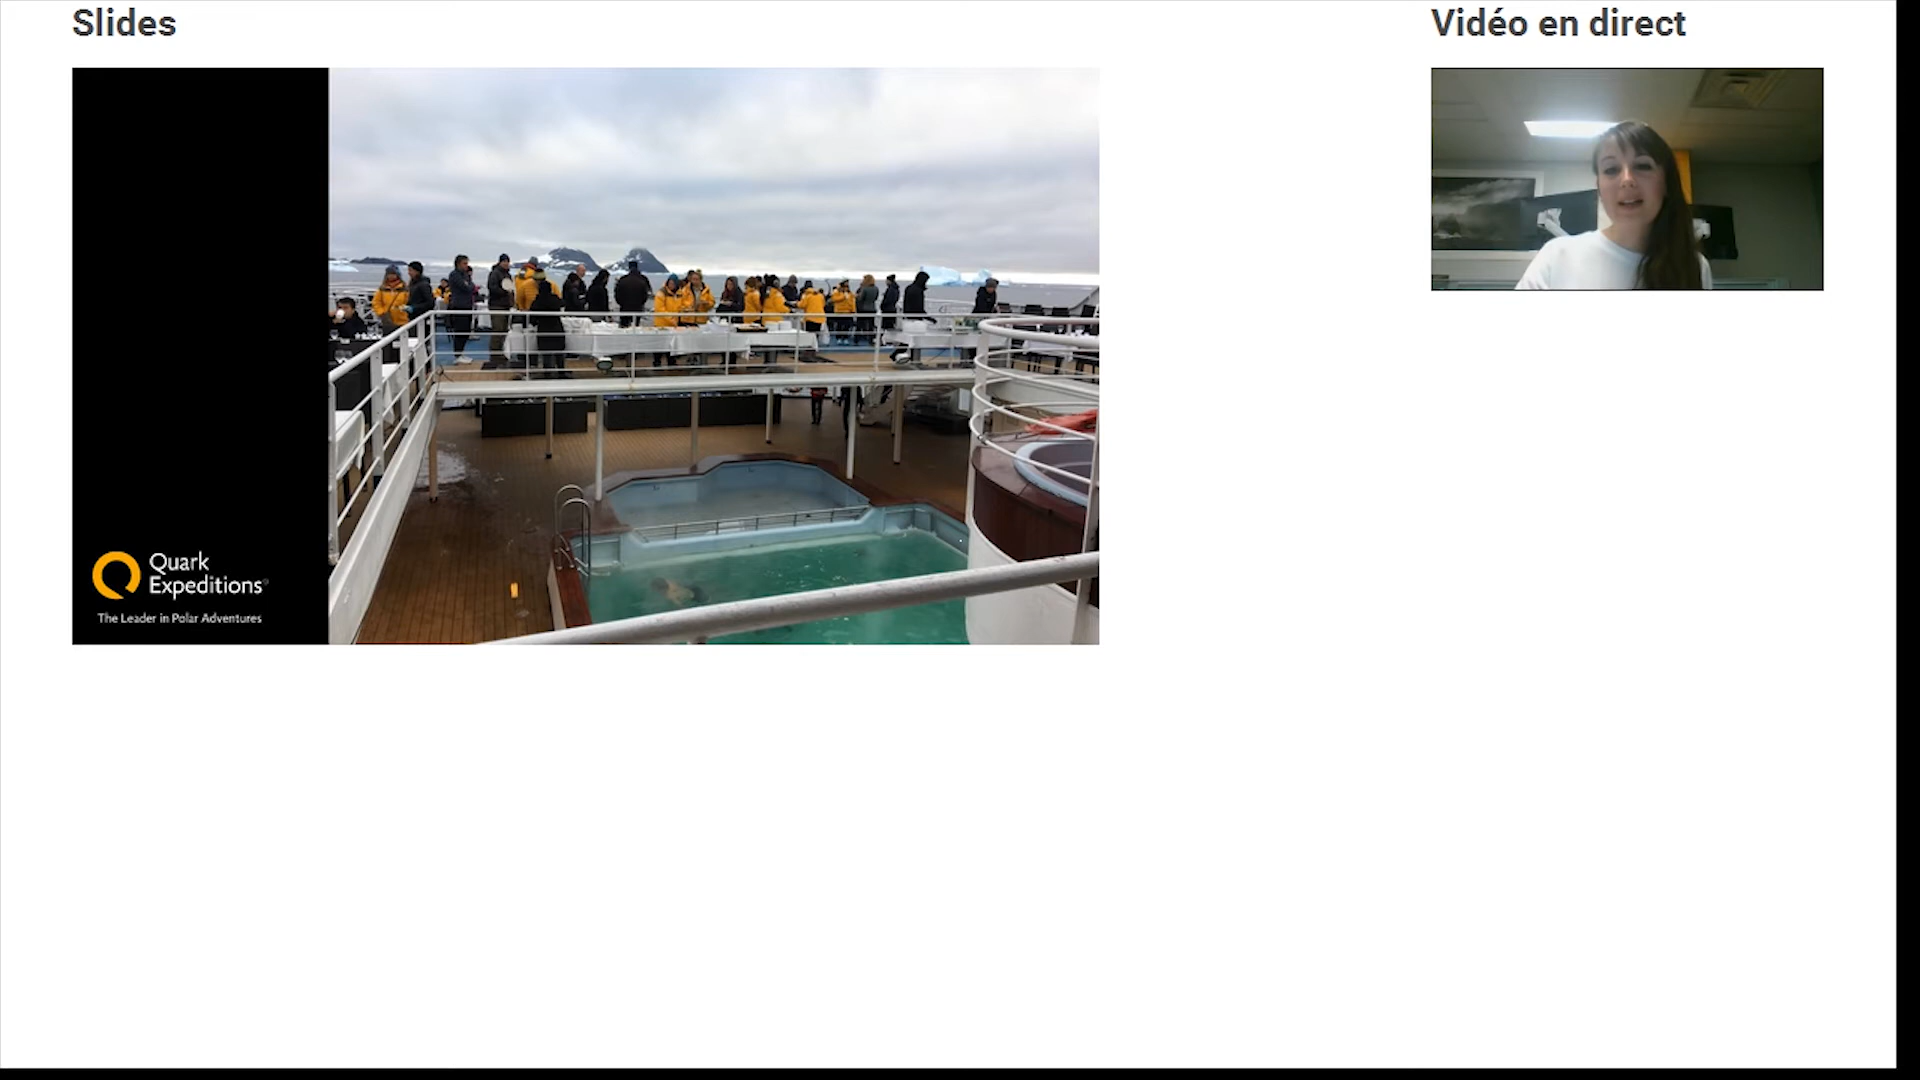 Slides
Vidéo en direct
Quark
Expeditions®
The Leader in Polar Adventures